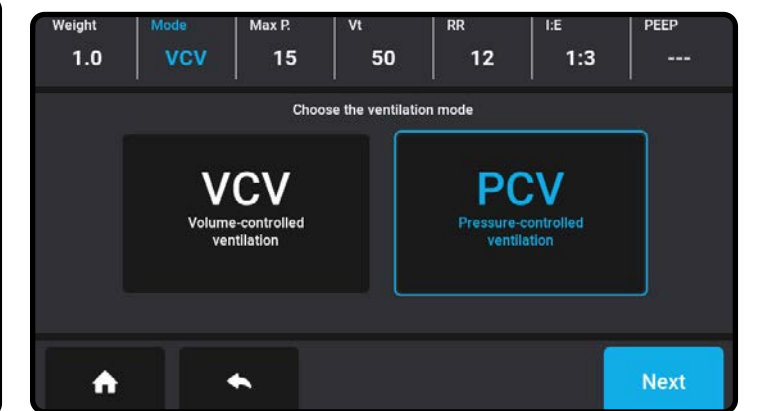 Weight Mode Max P. Vt RR I:E PEEP
1.0 VCV 15 50 12 1:3 ---
Choose the ventilation mode
VCV
Volume-controlled
ventilation
PCV
Pressure-controlled
ventilation
Next